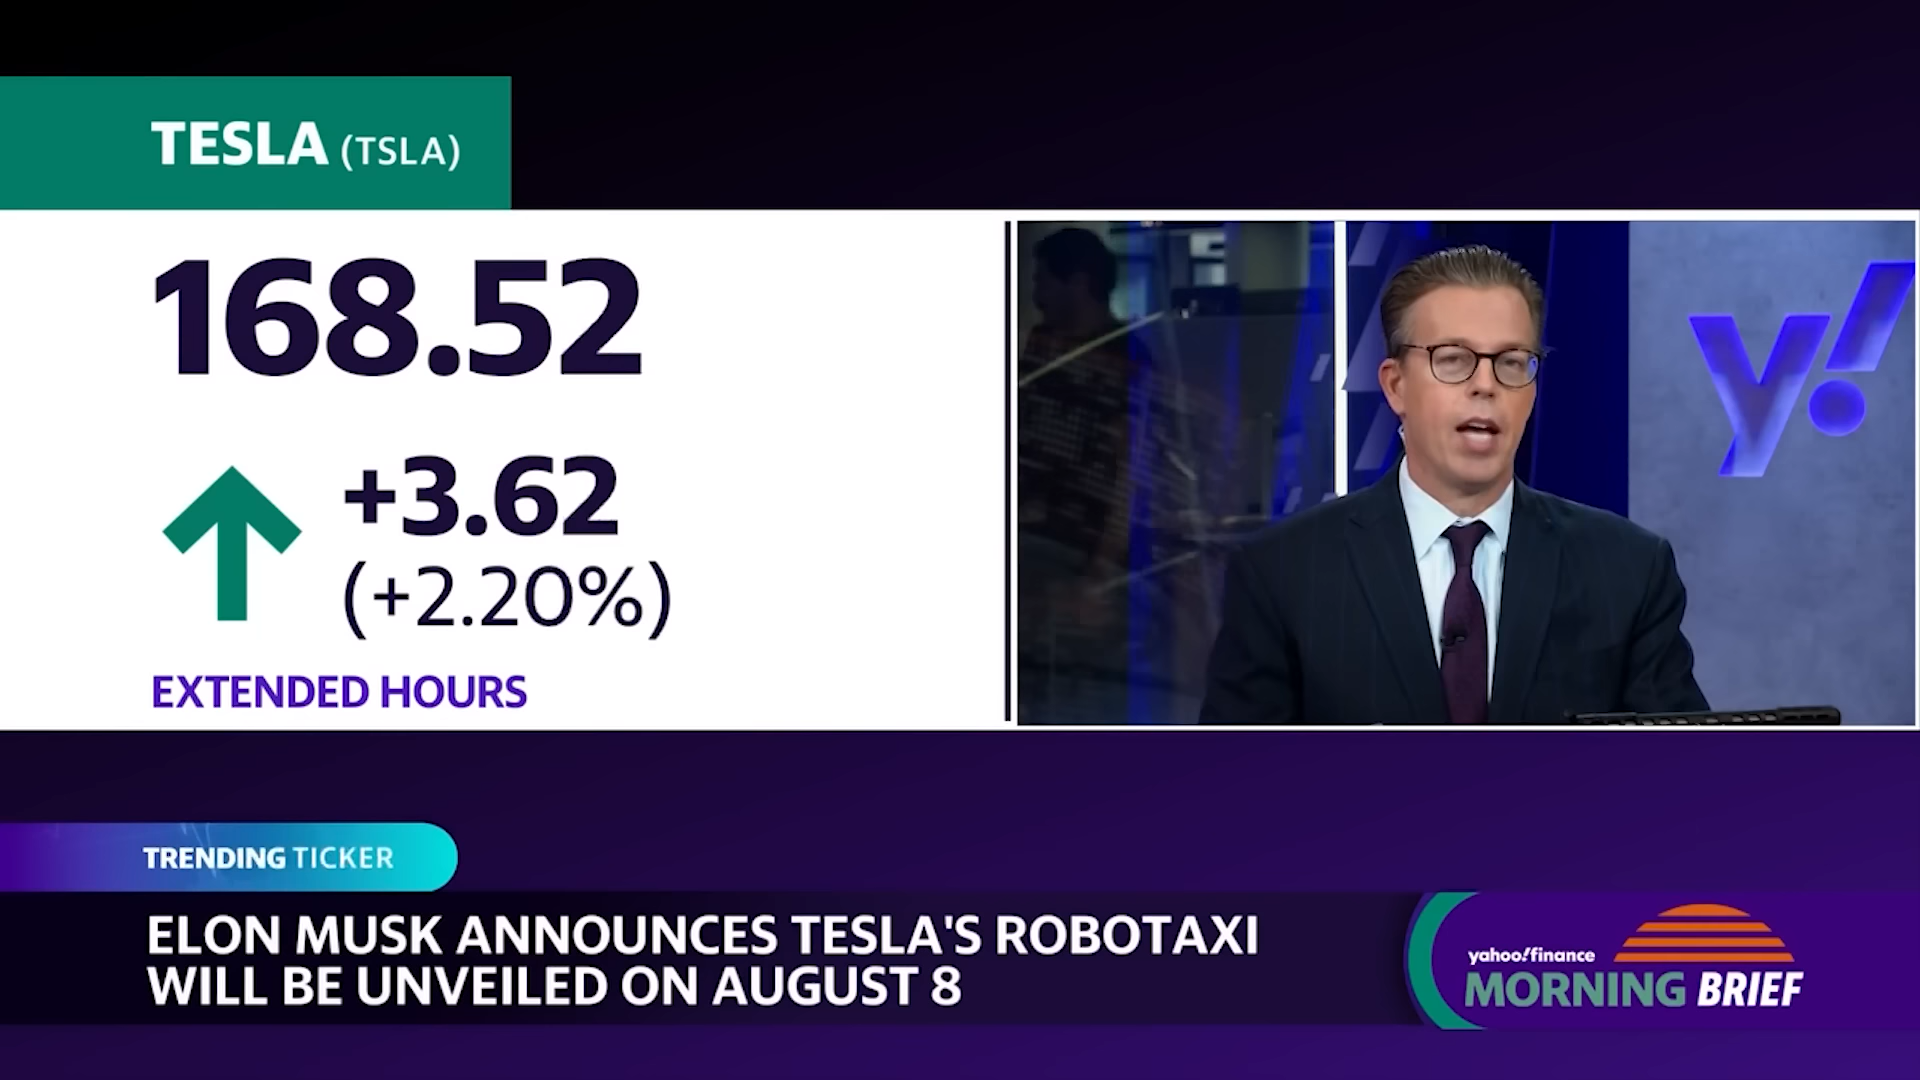 TESLA (TSLA)
168.52
+3.62
(+2.20%)
EXTENDED HOURS
y!
TRENDING TICKER
ELON MUSK ANNOUNCES TESLA'S ROBOTAXI
WILL BE UNVEILED ON AUGUST 8
yahoo!finance
MORNING BRIEF